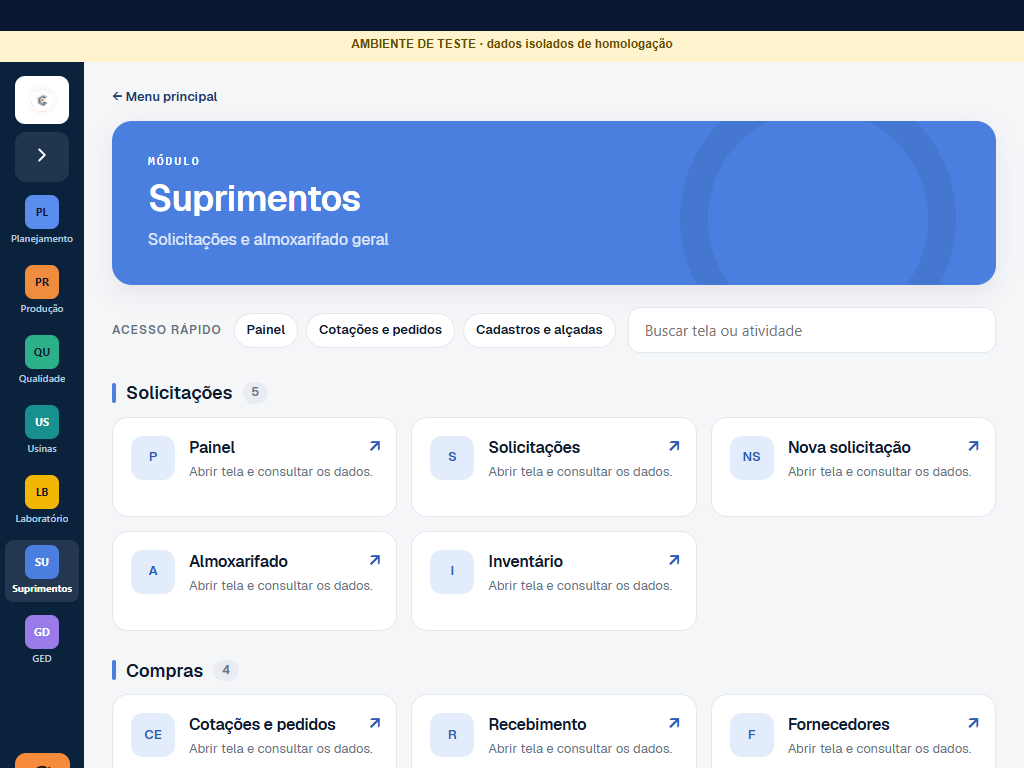 AMBIENTE DE TESTE · dados isolados de homologação
← Menu principal
MÓDULO
Suprimentos
Solicitações e almoxarifado geral
ACESSO RÁPIDO
Painel
Cotações e pedidos
Cadastros e alçadas
Buscar tela ou atividade
PL
Planejamento
PR
Produção
QU
Qualidade
US
Usinas
LB
Laboratório
SU
Suprimentos
GD
GED
Solicitações 5
P
Painel
Abrir tela e consultar os dados.
S
Solicitações
Abrir tela e consultar os dados.
NS
Nova solicitação
Abrir tela e consultar os dados.
A
Almoxarifado
Abrir tela e consultar os dados.
I
Inventário
Abrir tela e consultar os dados.
Compras 4
CE
Cotações e pedidos
Abrir tela e consultar os dados.
R
Recebimento
Abrir tela e consultar os dados.
F
Fornecedores
Abrir tela e consultar os dados.